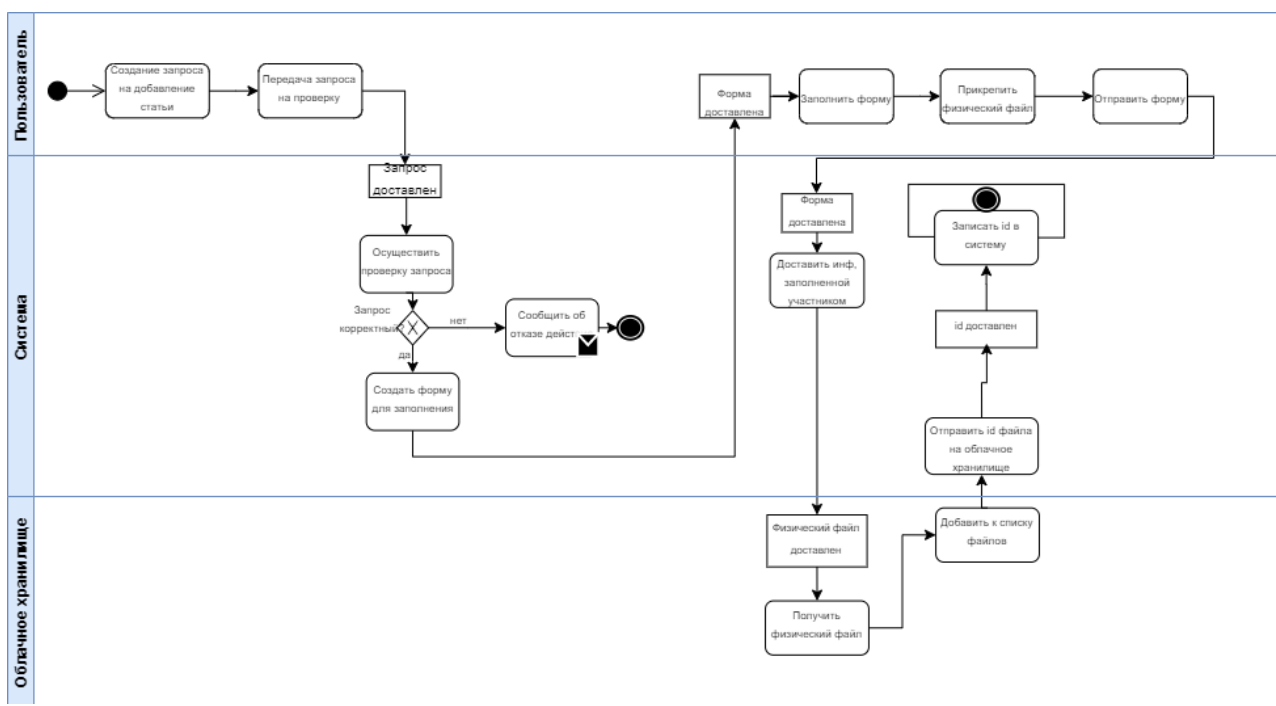 Пользователь
Создание запроса
на добавление
статьи
Передача запроса
на проверку
Форма
доставлена
Заполнить форму
Прикрепить
физический файл
Отправить форму
Система
Запрос
доставлен
Осуществить
проверку запроса
Запрос
корректный?
нет
да
Сообщить об
отказе дейст
Создать форму
для заполнения
Форма
доставлена
Доставить инф,
заполненной
участником
Записать id в
систему
id доставлен
Отправить id файла
на облачное
хранилище
Облачное хранилище
Физический файл
доставлен
Получить
физический файл
Добавить к списку
файлов